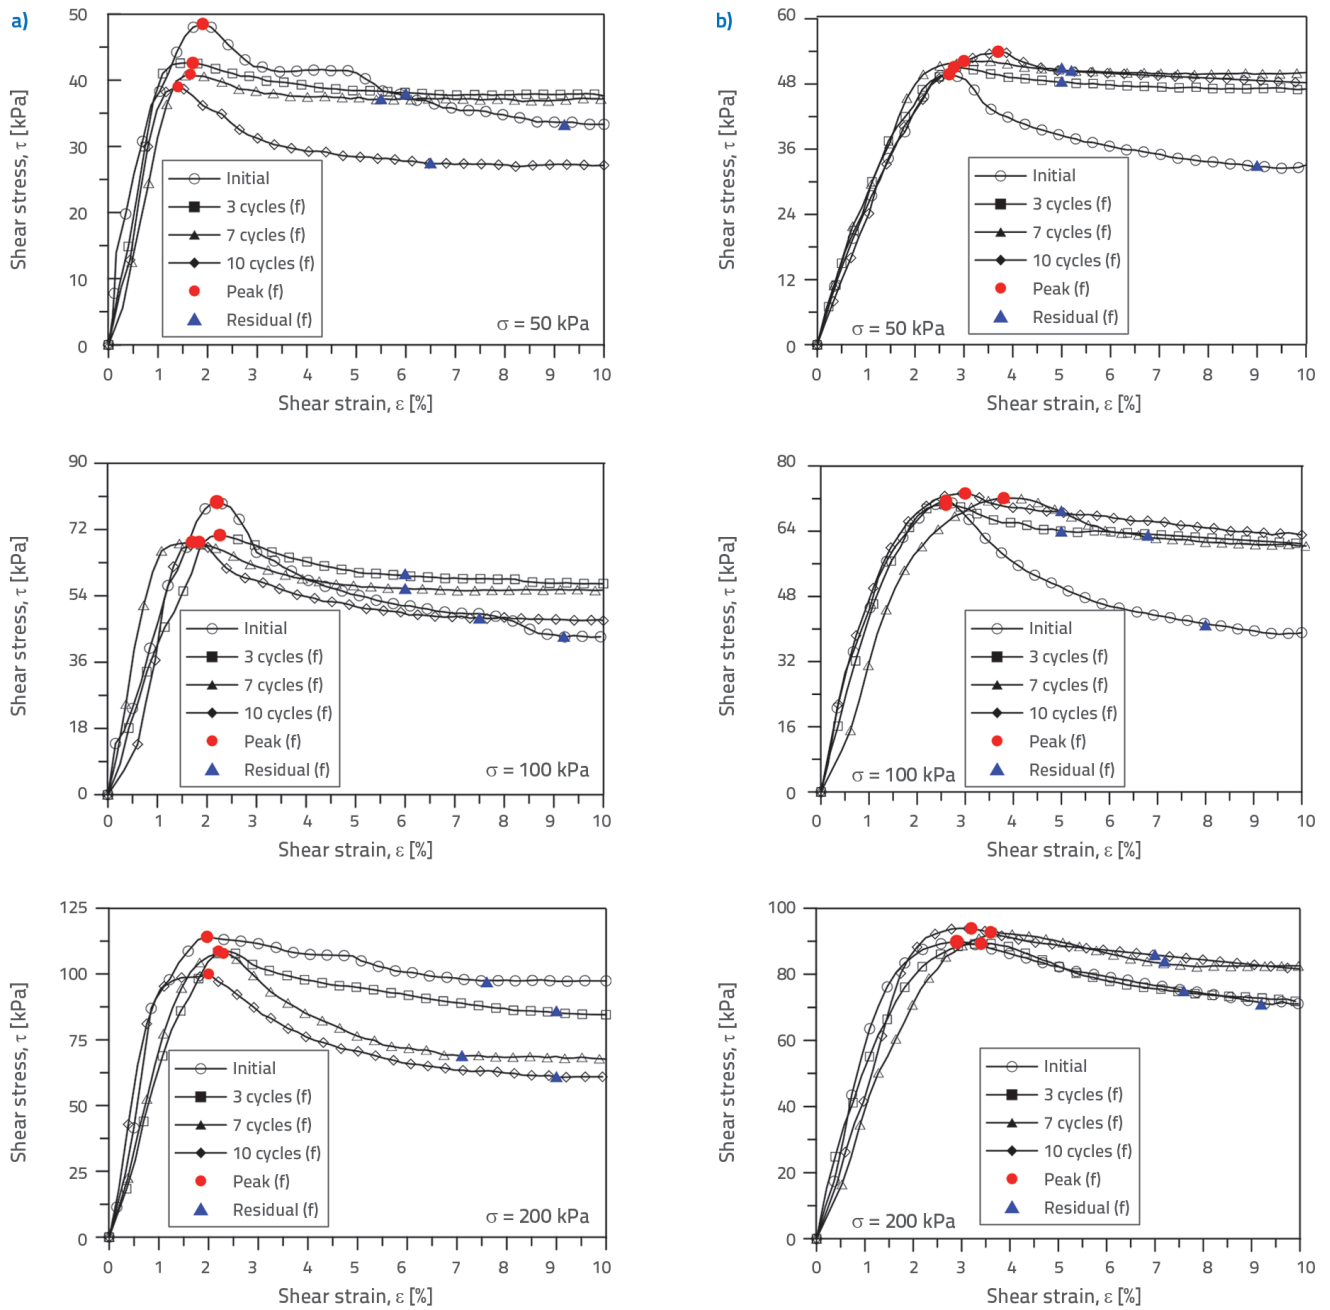 a)
50
40
30
20
10
0
Shear stress, τ [kPa]
Initial
3 cycles (f)
7 cycles (f)
10 cycles (f)
Peak (f)
Residual (f)
σ = 50 kPa
0 1 2 3 4 5 6 7 8 9 10
Shear strain, ε [%]
b)
60
48
36
24
12
0
Shear stress, τ [kPa]
Initial
3 cycles (f)
7 cycles (f)
10 cycles (f)
Peak (f)
Residual (f)
σ = 50 kPa
0 1 2 3 4 5 6 7 8 9 10
Shear strain, ε [%]
90
72
54
36
18
0
Shear stress, τ [kPa]
Initial
3 cycles (f)
7 cycles (f)
10 cycles (f)
Peak (f)
Residual (f)
σ = 100 kPa
0 1 2 3 4 5 6 7 8 9 10
Shear strain, ε [%]
80
64
48
32
16
0
Shear stress, τ [kPa]
Initial
3 cycles (f)
7 cycles (f)
10 cycles (f)
Peak (f)
Residual (f)
σ = 100 kPa
0 1 2 3 4 5 6 7 8 9 10
Shear strain, ε [%]
125
100
75
50
25
0
Shear stress, τ [kPa]
Initial
3 cycles (f)
7 cycles (f)
10 cycles (f)
Peak (f)
Residual (f)
σ = 200 kPa
0 1 2 3 4 5 6 7 8 9 10
Shear strain, ε [%]
100
80
60
40
20
0
Shear stress, τ [kPa]
Initial
3 cycles (f)
7 cycles (f)
10 cycles (f)
Peak (f)
Residual (f)
σ = 200 kPa
0 1 2 3 4 5 6 7 8 9 10
Shear strain, ε [%]